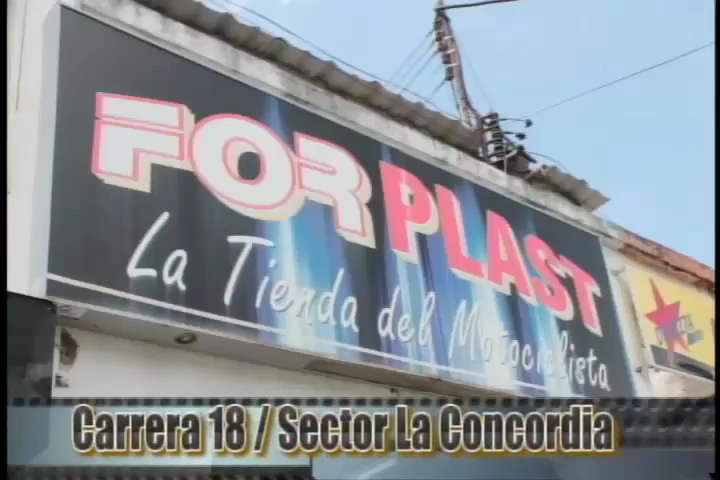 FORPLAST
La Tienda del Motociclista
Carrera 18 / Sector La Concordia